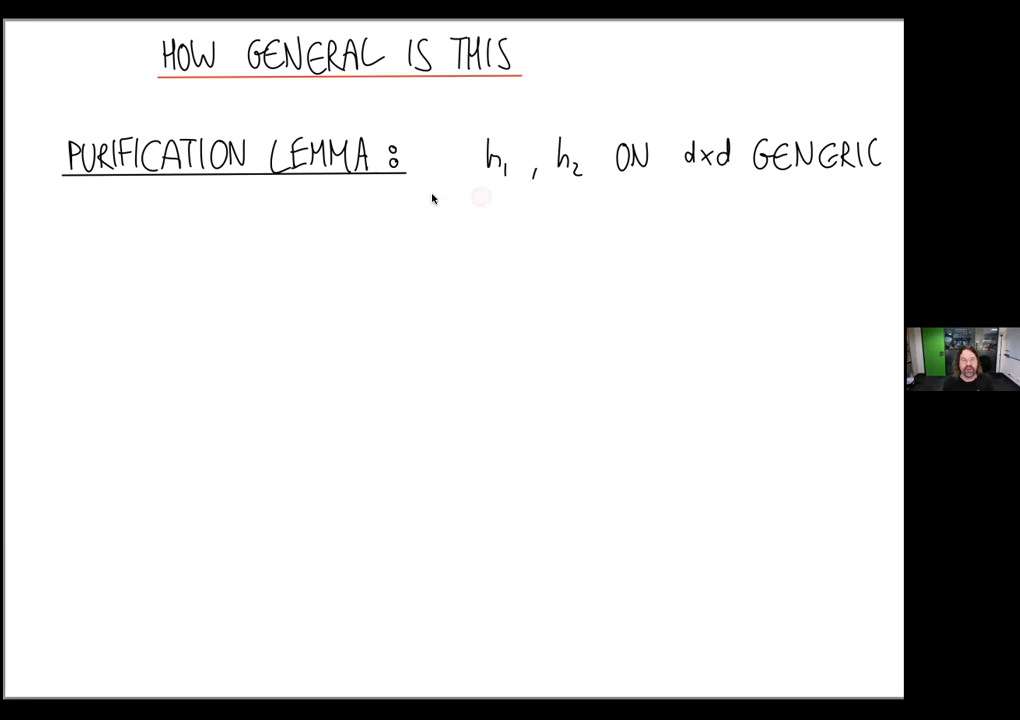 HOW GENERAL IS THIS
PURIFICATION LEMMA : h₁ , h₂ ON d×d GENERIC